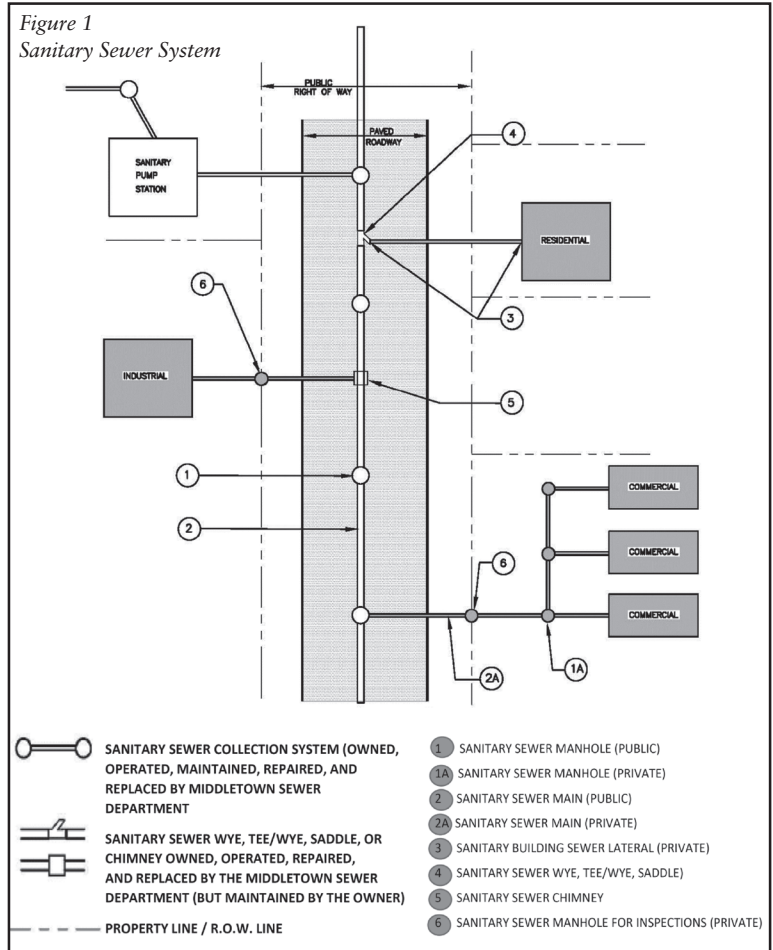 Figure 1
Sanitary Sewer System
PUBLIC
RIGHT OF WAY
PAVED
ROADWAY
4
SANITARY
PUMP
STATION
RESIDENTIAL
6
3
INDUSTRIAL
5
1
COMMERCIAL
2
COMMERCIAL
6
COMMERCIAL
2A
1A
SANITARY SEWER COLLECTION SYSTEM (OWNED,
OPERATED, MAINTAINED, REPAIRED, AND
REPLACED BY MIDDLETOWN SEWER
DEPARTMENT
SANITARY SEWER WYE, TEE/WYE, SADDLE, OR
CHIMNEY OWNED, OPERATED, REPAIRED,
AND REPLACED BY THE MIDDLETOWN SEWER
DEPARTMENT (BUT MAINTAINED BY THE OWNER)
PROPERTY LINE / R.O.W. LINE
1 SANITARY SEWER MANHOLE (PUBLIC)
1A SANITARY SEWER MANHOLE (PRIVATE)
2 SANITARY SEWER MAIN (PUBLIC)
2A SANITARY SEWER MAIN (PRIVATE)
3 SANITARY BUILDING SEWER LATERAL (PRIVATE)
4 SANITARY SEWER WYE, TEE/WYE, SADDLE)
5 SANITARY SEWER CHIMNEY
6 SANITARY SEWER MANHOLE FOR INSPECTIONS (PRIVATE)